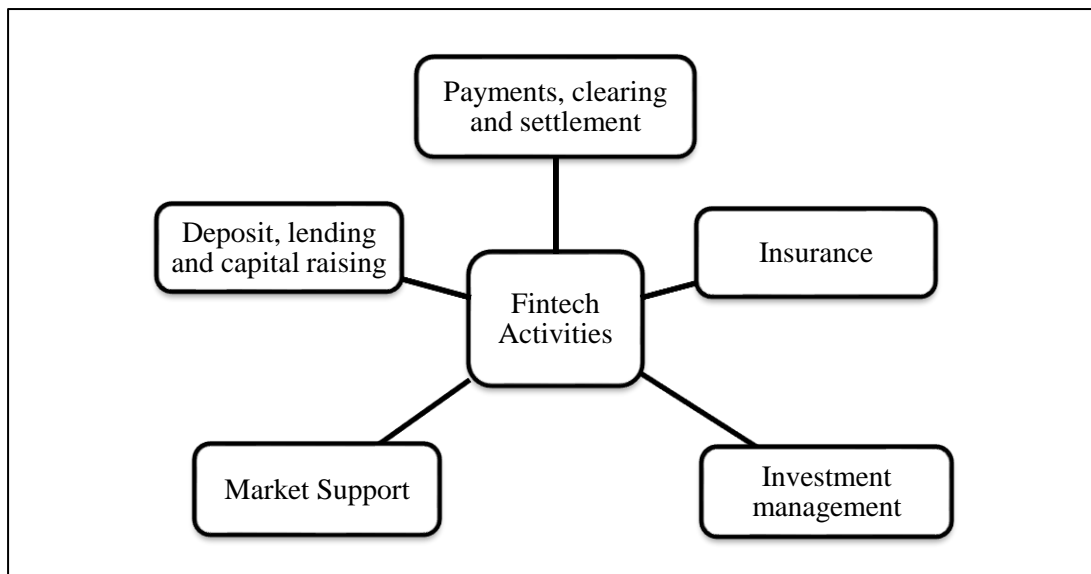 Payments, clearing
and settlement
Deposit, lending
and capital raising
Insurance
Fintech
Activities
Market Support
Investment
management